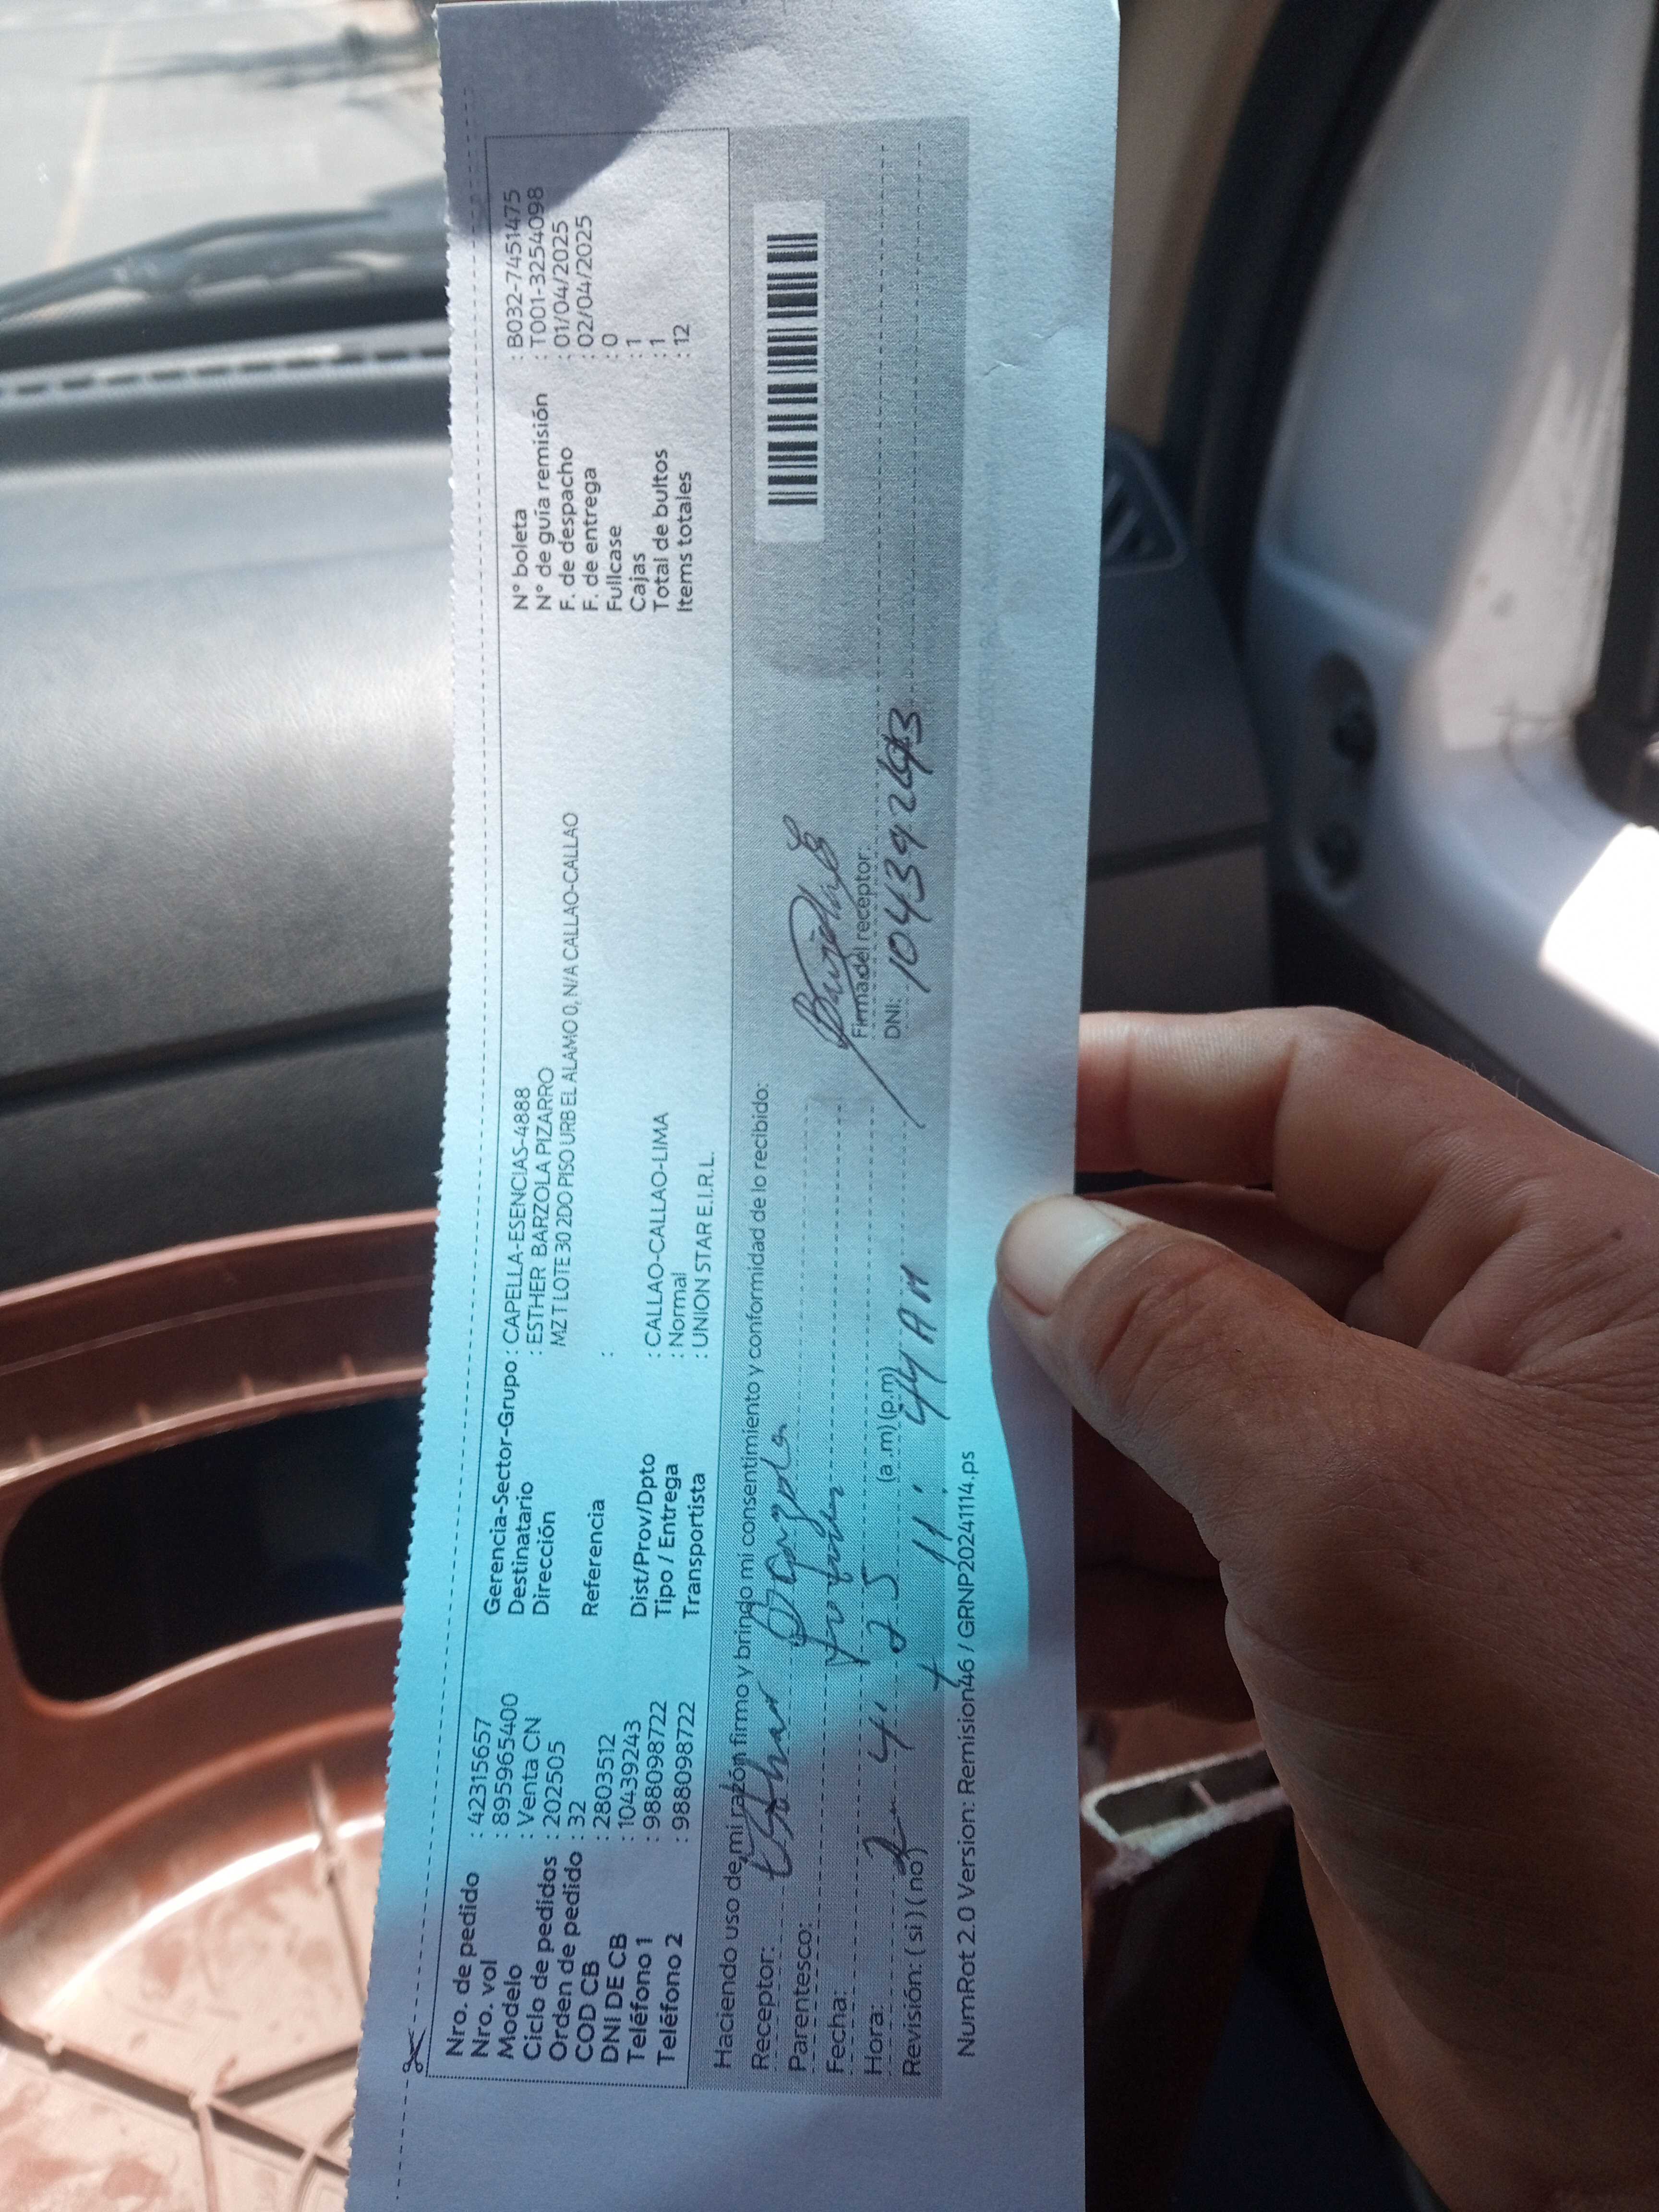 Nro. de pedido : 42315657
Nro. vol : 895965400
Modelo : Venta CN
Ciclo de pedidos : 202505
Orden de pedido : 32
COD CB : 2803512
DNI DE CB : 10439243
Teléfono 1 : 9888098722
Teléfono 2 : 9888098722
Gerencia-Sector-Grupo : CAPELLA-ESENCIAS-4888
Destinatario : ESTHER BARZOLA PIZARRO
Dirección MZ T LOTE 30 2DO PISO URB EL ALAMO 0, N/A CALLAO-CALLAO
Referencia :
Dist/Prov/Dpto : CALLAO-CALLAO-LIMA
Tipo / Entrega : Normal
Transportista : UNION STAR E.I.R.L.
N° boleta : B032-7451475
N° de guía remisión : T001-3254098
F. de despacho : 01/04/2025
F. de entrega : 02/04/2025
Fullcase : 0
Cajas : 1
Total de bultos : 1
Items totales : 12
Haciendo uso de mi razón firmo y brindo mi consentimiento y conformidad de lo recibido:
Receptor: Esther Barzola
Parentesco:
Fecha: 2 4 25
Hora: 11: 44 AM (a .m) (p.m)
Revisión: ( si ) ( no )
Firma del receptor:
DNI: 10439243
NumRot 2.0 Version: Remision46 / GRNP20241114.ps